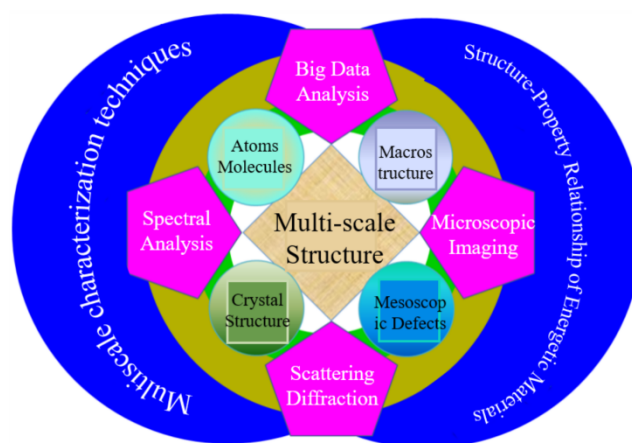 Multiscale characterization techniques
Structure-Property Relationship of Energetic Materials
Big Data
Analysis
Atoms
Molecules
Macros
tructure
Spectral
Analysis
Multi-scale
Structure
Microscopic
Imaging
Crystal
Structure
Mesoscop
ic Defects
Scattering
Diffraction